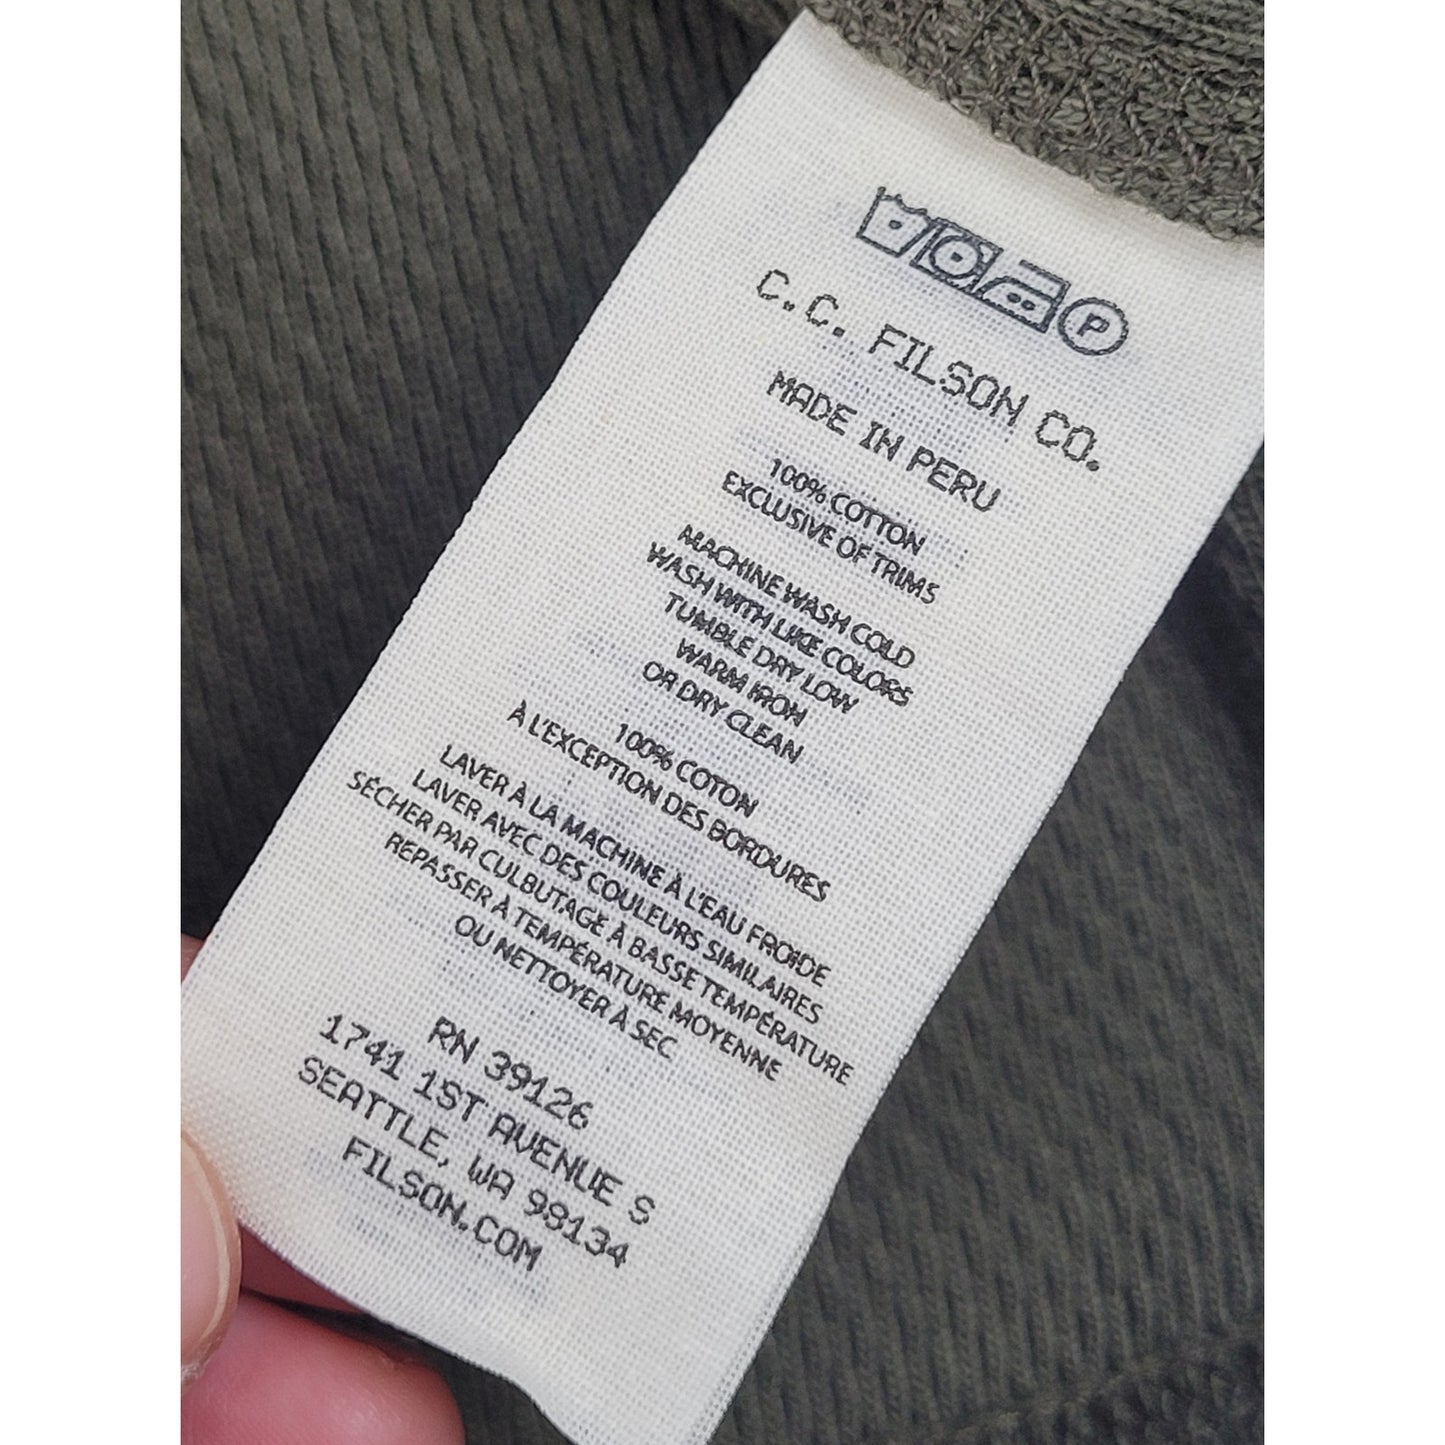 P
C.C. FILSON CO.
MADE IN PERU
100% COTTON
EXCLUSIVE OF TRIMS
MACHINE WASH COLD
WASH WITH LIKE COLORS
TUMBLE DRY LOW
WARM IRON
OR DRY CLEAN
100% COTON
À L'EXCEPTION DES BORDURES
LAVER À LA MACHINE À L'EAU FROIDE
LAVER AVEC DES COULEURS SIMILAIRES
SÉCHER PAR CULBUTAGE À BASSE TEMPÉRATURE
REPASSER À TEMPÉRATURE MOYENNE
OU NETTOYER À SEC
RN 39126
1741 1ST AVENUE S
SEATTLE, WA 98134
FILSON.COM